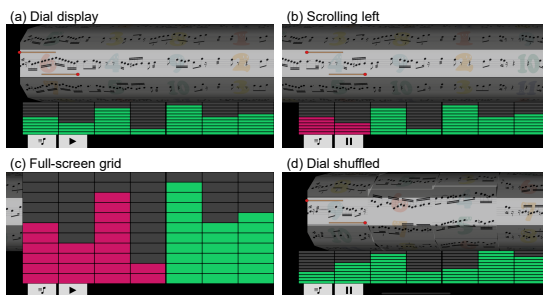 (a) Dial display
(b) Scrolling left
(c) Full-screen grid
(d) Dial shuffled